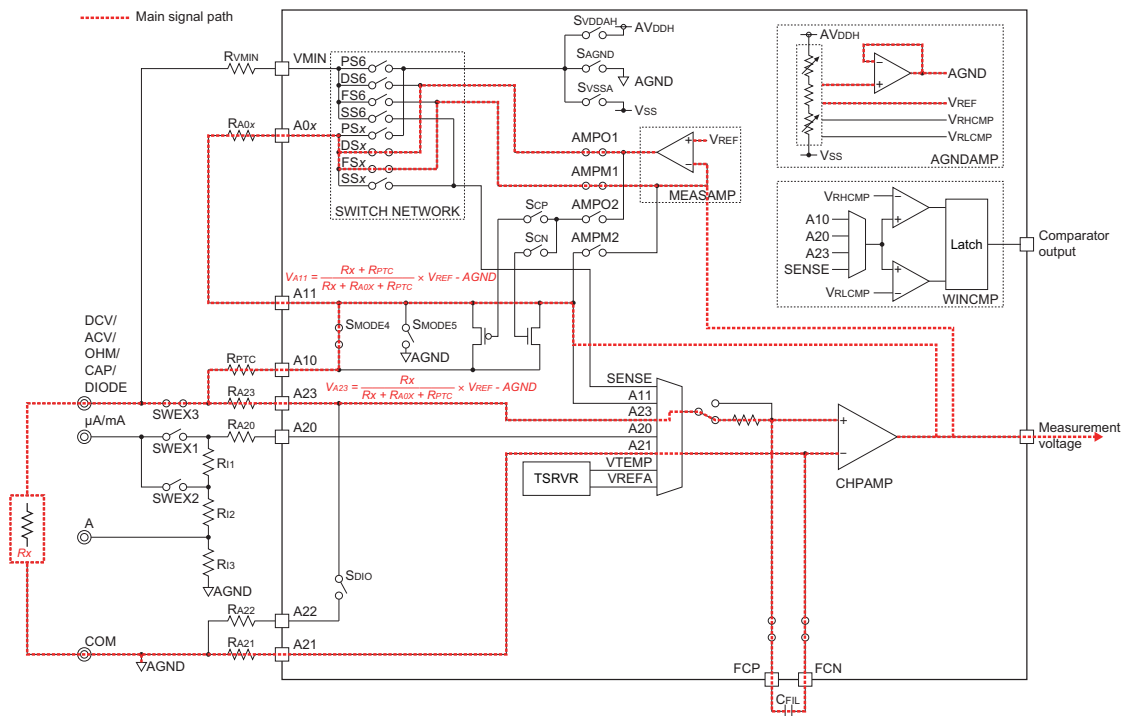 Main signal path
SVDDAH
AVDDH
SAGND
AGND
SVSSA
VSS
RVMIN
VMIN
PS6
DS6
FS6
SS6
RA0x
A0x
PSx
DSx
FSx
SSx
SWITCH NETWORK
AMPO1
AMPM1
AMPO2
AMPM2
VREF
MEASAMP
SCP
SCN
AVDDH
AGND
VREF
VRHCMP
VRLCMP
VSS
AGNDAMP
VRHCMP
A10
A20
A23
SENSE
Latch
VRLCMP
WINCMP
Comparator
output
VA11 = Rx + RPTC / Rx + RA0X + RPTC × VREF - AGND
A11
SMODE4
SMODE5
AGND
DCV/
ACV/
OHM/
CAP/
DIODE
RPTC
A10
VA23 = Rx / Rx + RA0X + RPTC × VREF - AGND
RA23
A23
SWEX3
µA/mA
RA20
A20
SWEX1
SWEX2
RI1
RI2
RI3
A
AGND
Rx
SENSE
A11
A23
A20
A21
VTEMP
VREFA
TSRVR
+
−
CHPAMP
Measurement
voltage
SDIO
RA22
A22
COM
RA21
A21
AGND
FCP
FCN
CFIL